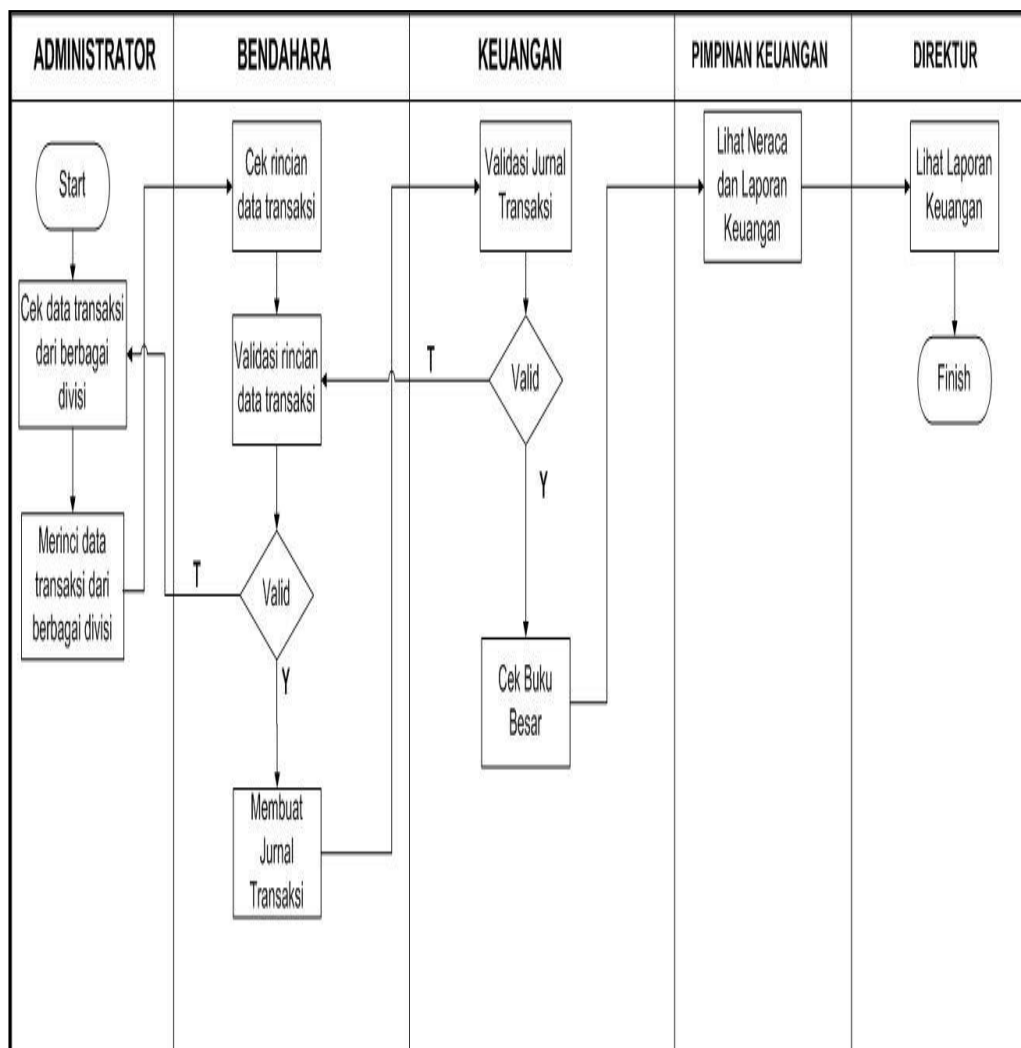 ADMINISTRATOR
BENDAHARA
KEUANGAN
PIMPINAN KEUANGAN
DIREKTUR
Start
Cek data transaksi
dari berbagai
divisi
Merinci data
transaksi dari
berbagai divisi
Cek rincian
data transaksi
Validasi rincian
data transaksi
T
Valid
Y
Membuat
Jurnal
Transaksi
Validasi Jurnal
Transaksi
T
Valid
Y
Cek Buku
Besar
Lihat Neraca
dan Laporan
Keuangan
Lihat Laporan
Keuangan
Finish